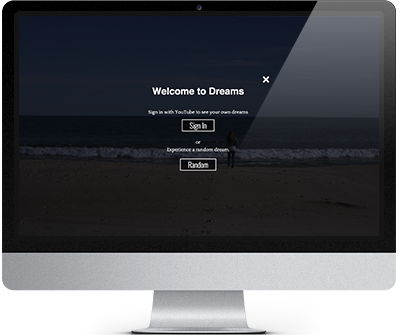 Welcome to Dreams
Sign in with YouTube to see your own dreams
Sign In
or
Experience a random dream.
Random